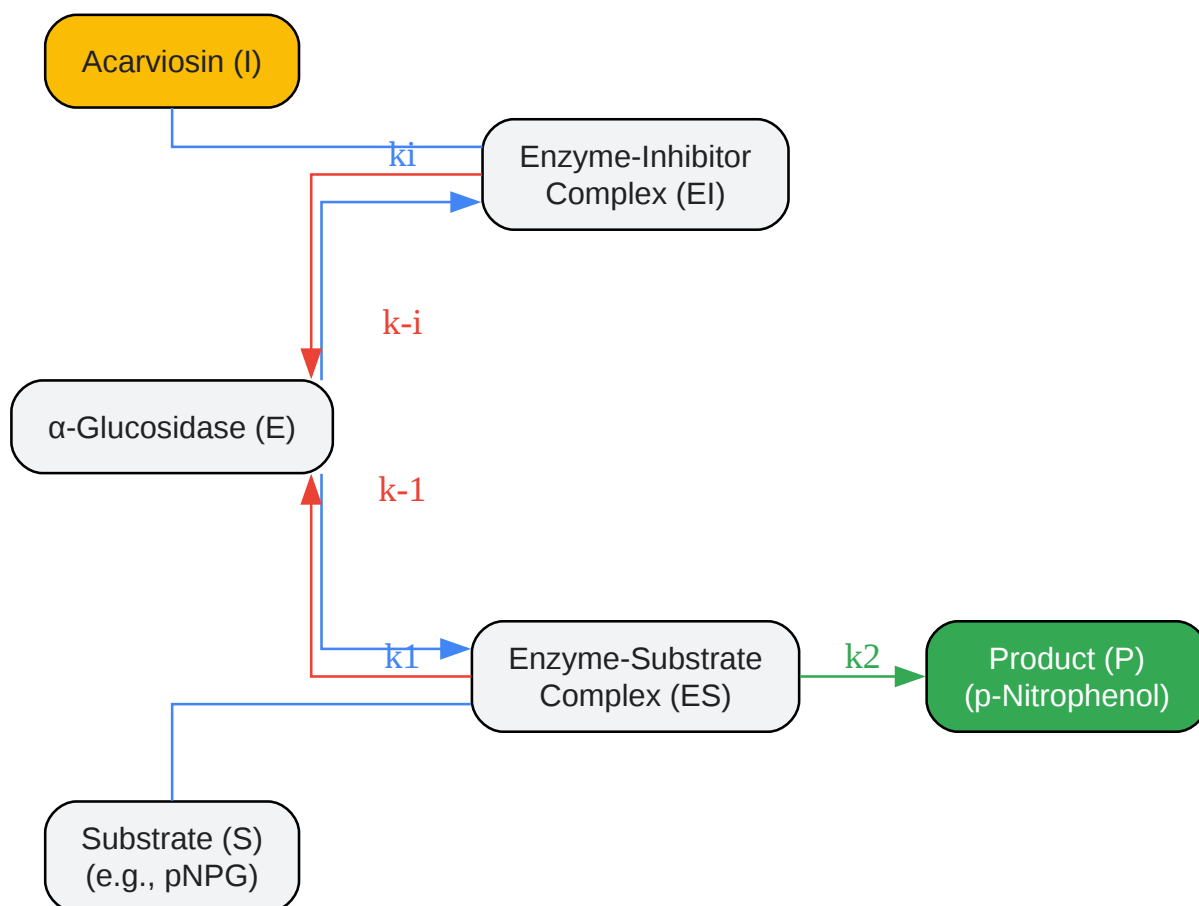 Acarviosin (I)
ki
Enzyme-Inhibitor
Complex (EI)
k-i
α-Glucosidase (E)
k-1
k1
Enzyme-Substrate
Complex (ES)
k2
Product (P)
(p-Nitrophenol)
Substrate (S)
(e.g., pNPG)